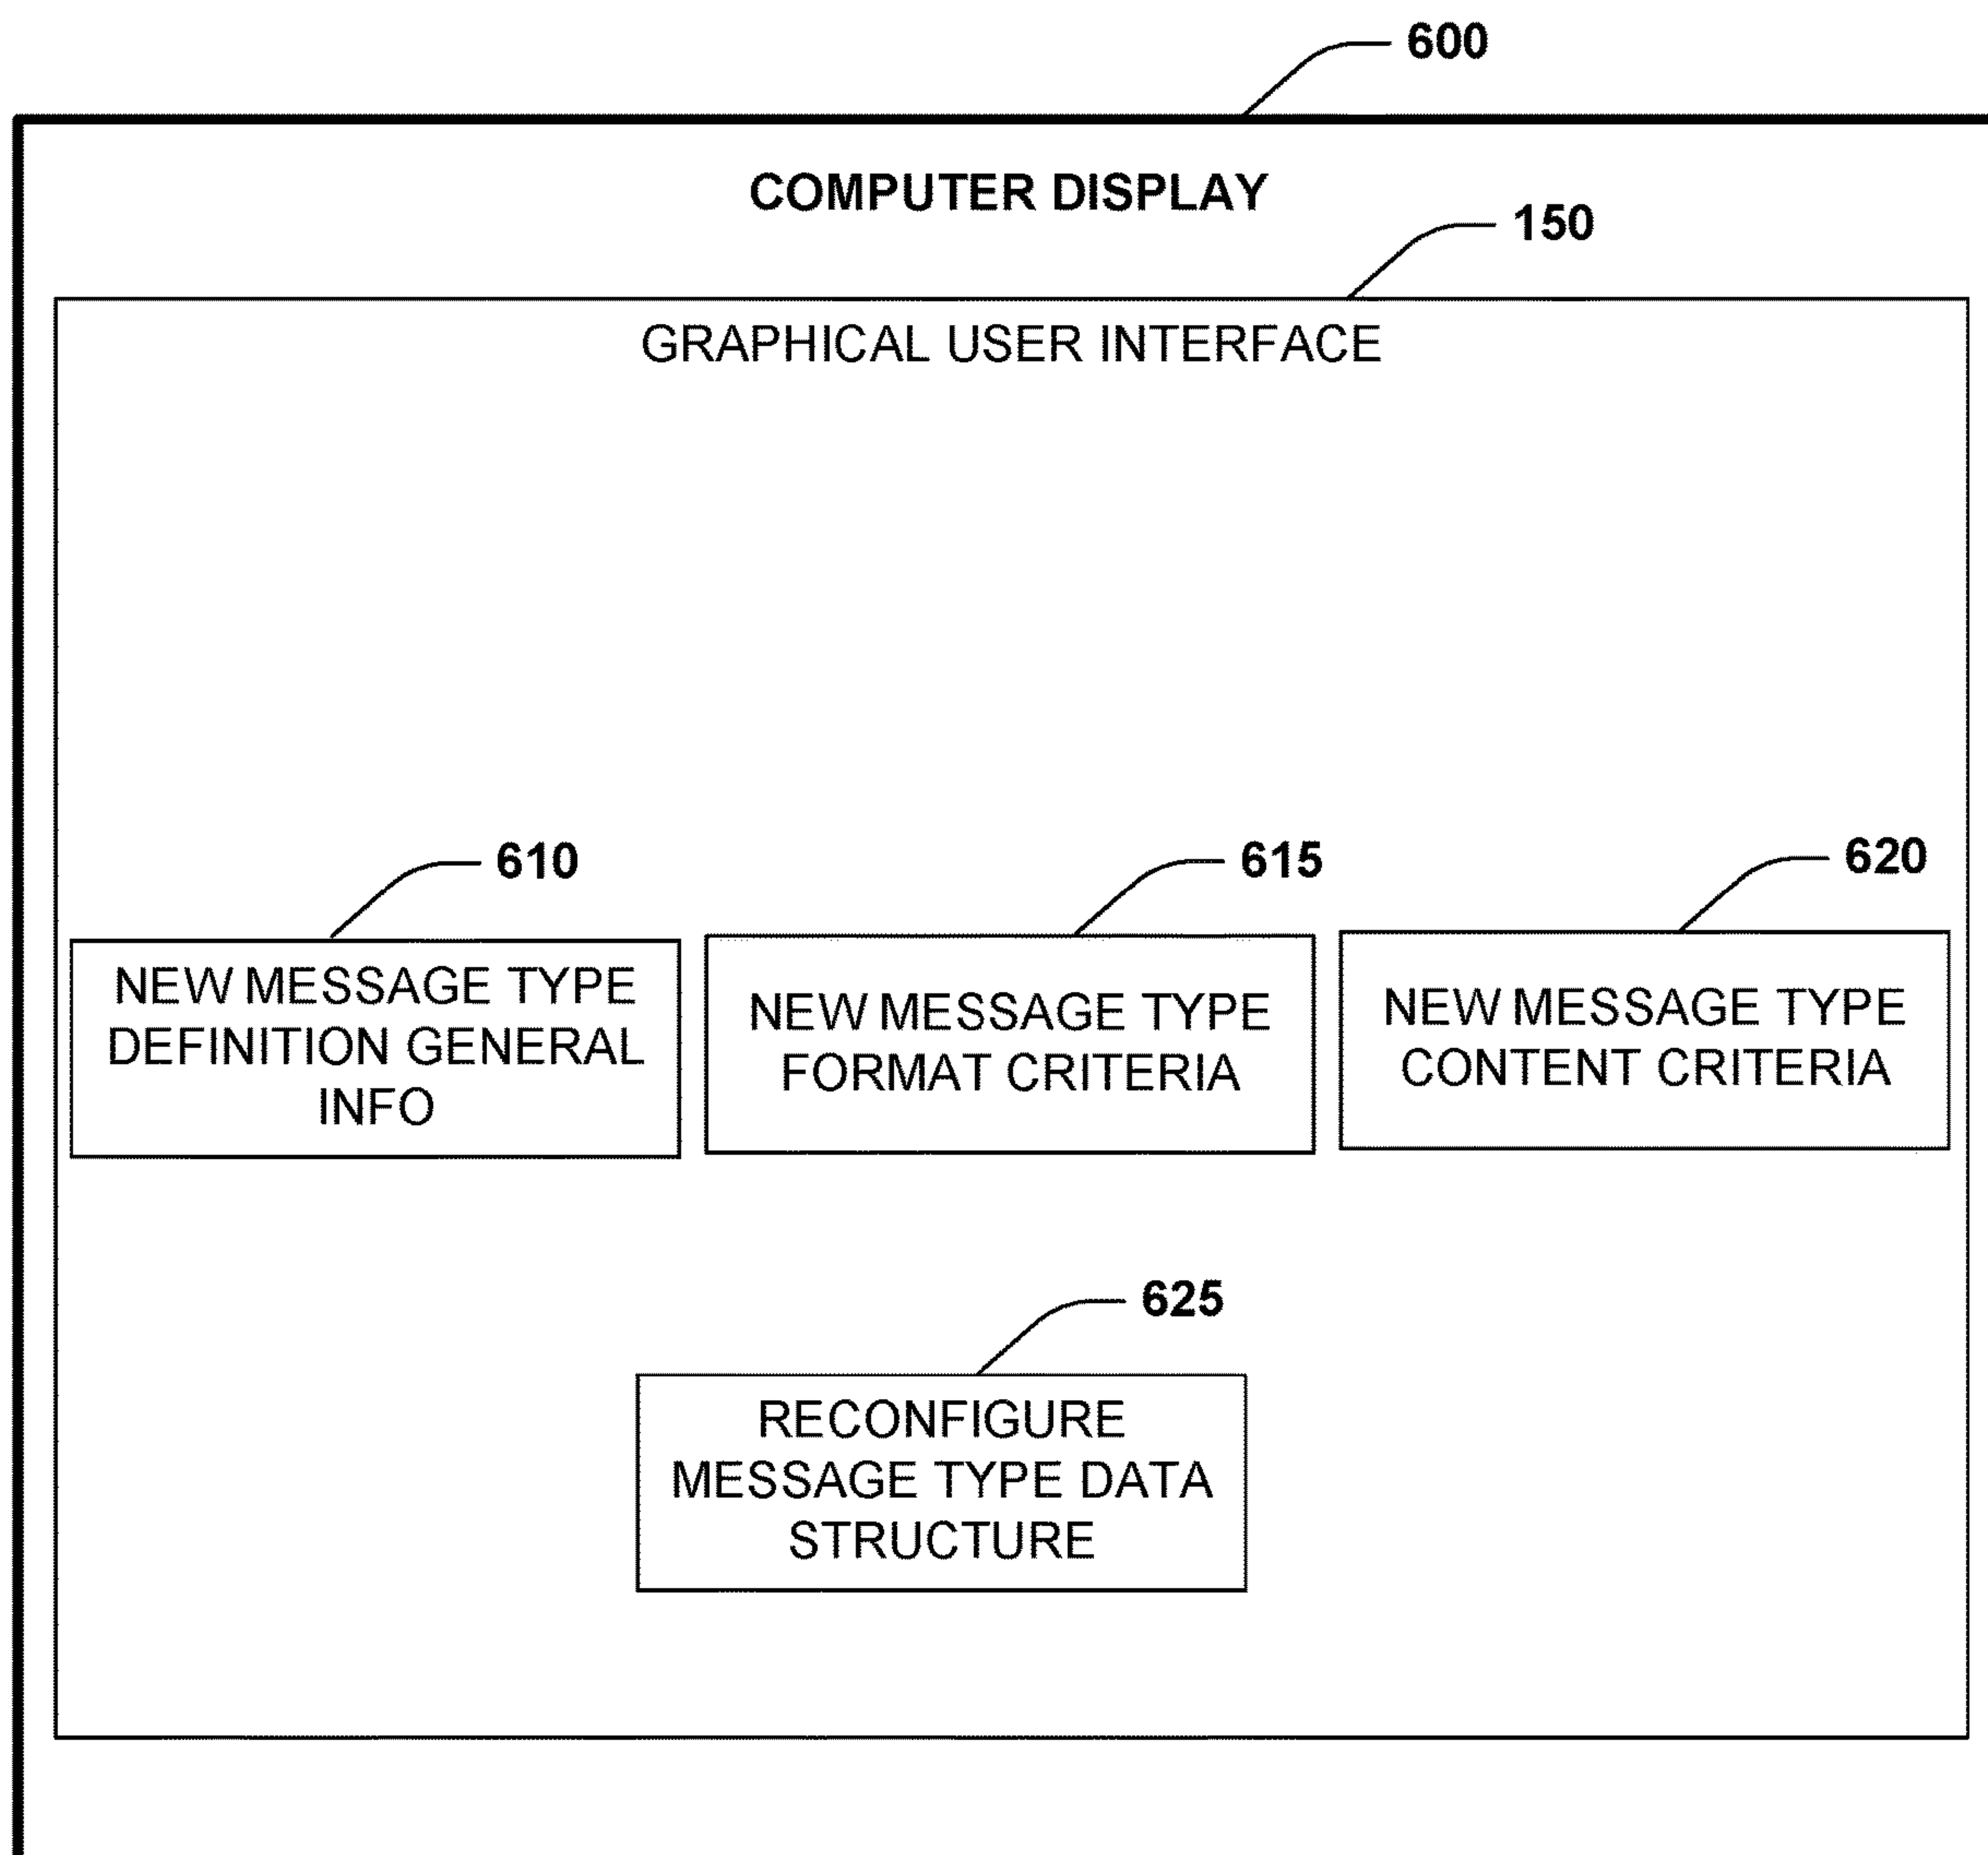 600
COMPUTER DISPLAY
150
GRAPHICAL USER INTERFACE
610
615
620
NEW MESSAGE TYPE
DEFINITION GENERAL
INFO
NEW MESSAGE TYPE
FORMAT CRITERIA
NEW MESSAGE TYPE
CONTENT CRITERIA
625
RECONFIGURE
MESSAGE TYPE DATA
STRUCTURE